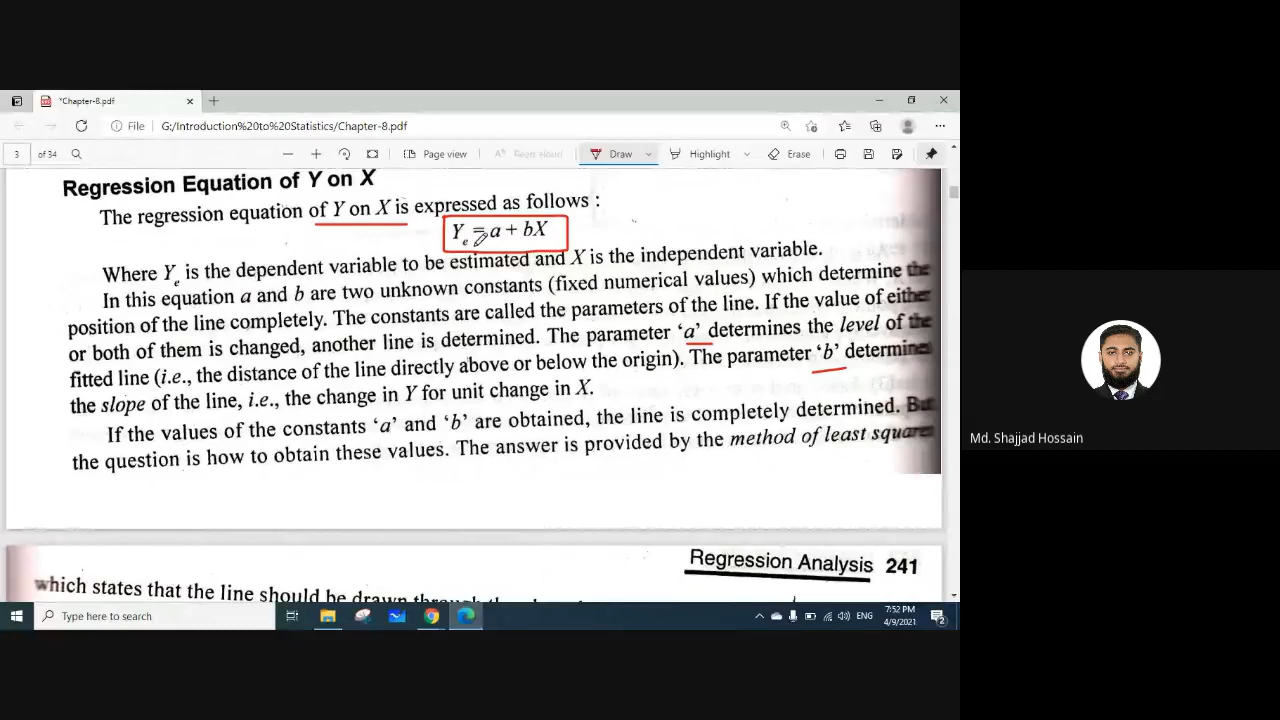 *Chapter-8.pdf
File G:/Introduction%20to%20Statistics/Chapter-8.pdf
3 of 34 Page view Read aloud Draw Highlight Erase
Regression Equation of Y on X
The regression equation of Y on X is expressed as follows :
Yₑ = a + bX
Where Yₑ is the dependent variable to be estimated and X is the independent variable.
In this equation a and b are two unknown constants (fixed numerical values) which determine the
position of the line completely. The constants are called the parameters of the line. If the value of either
or both of them is changed, another line is determined. The parameter ‘a’ determines the level of the
fitted line (i.e., the distance of the line directly above or below the origin). The parameter ‘b’ determines
the slope of the line, i.e., the change in Y for unit change in X.
If the values of the constants ‘a’ and ‘b’ are obtained, the line is completely determined. But
the question is how to obtain these values. The answer is provided by the method of least squares
Regression Analysis 241
which states that the line should be drawn through the
Md. Shajjad Hossain
Type here to search
ENG
7:52 PM
4/9/2021
2